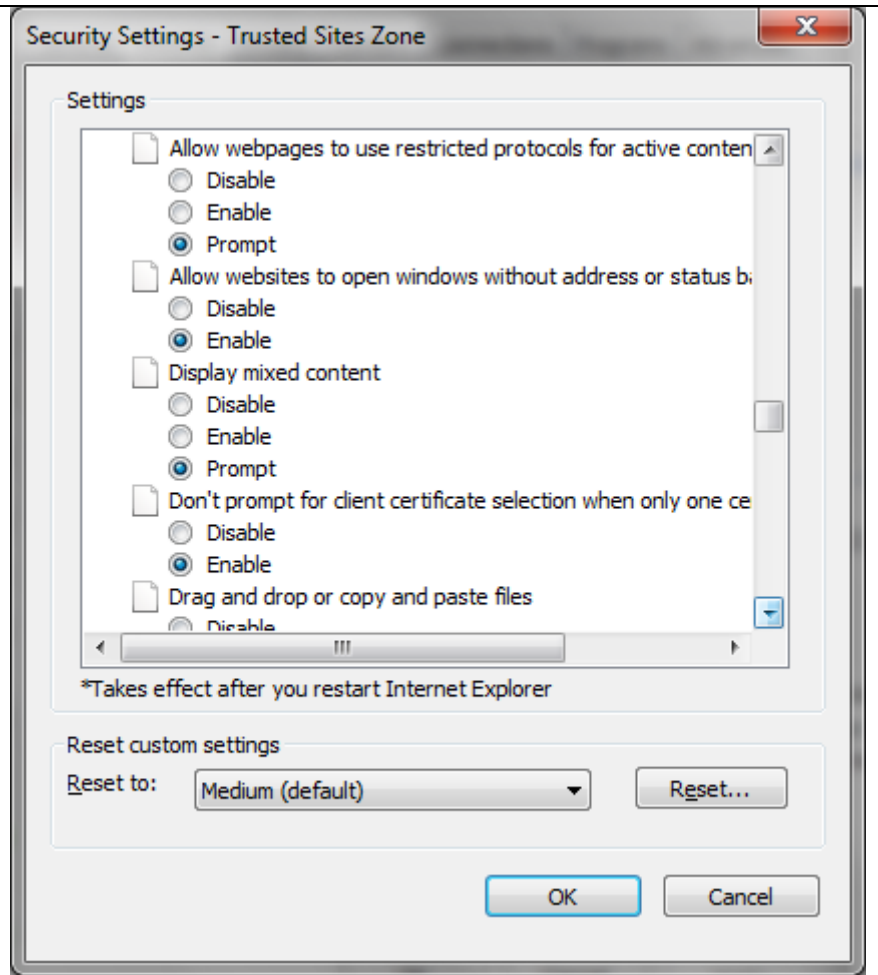 Security Settings - Trusted Sites Zone
Settings
Allow webpages to use restricted protocols for active conten
Disable
Enable
Prompt
Allow websites to open windows without address or status ba
Disable
Enable
Display mixed content
Disable
Enable
Prompt
Don't prompt for client certificate selection when only one ce
Disable
Enable
Drag and drop or copy and paste files
Disable
*Takes effect after you restart Internet Explorer
Reset custom settings
Reset to: Medium (default) Reset...
OK Cancel